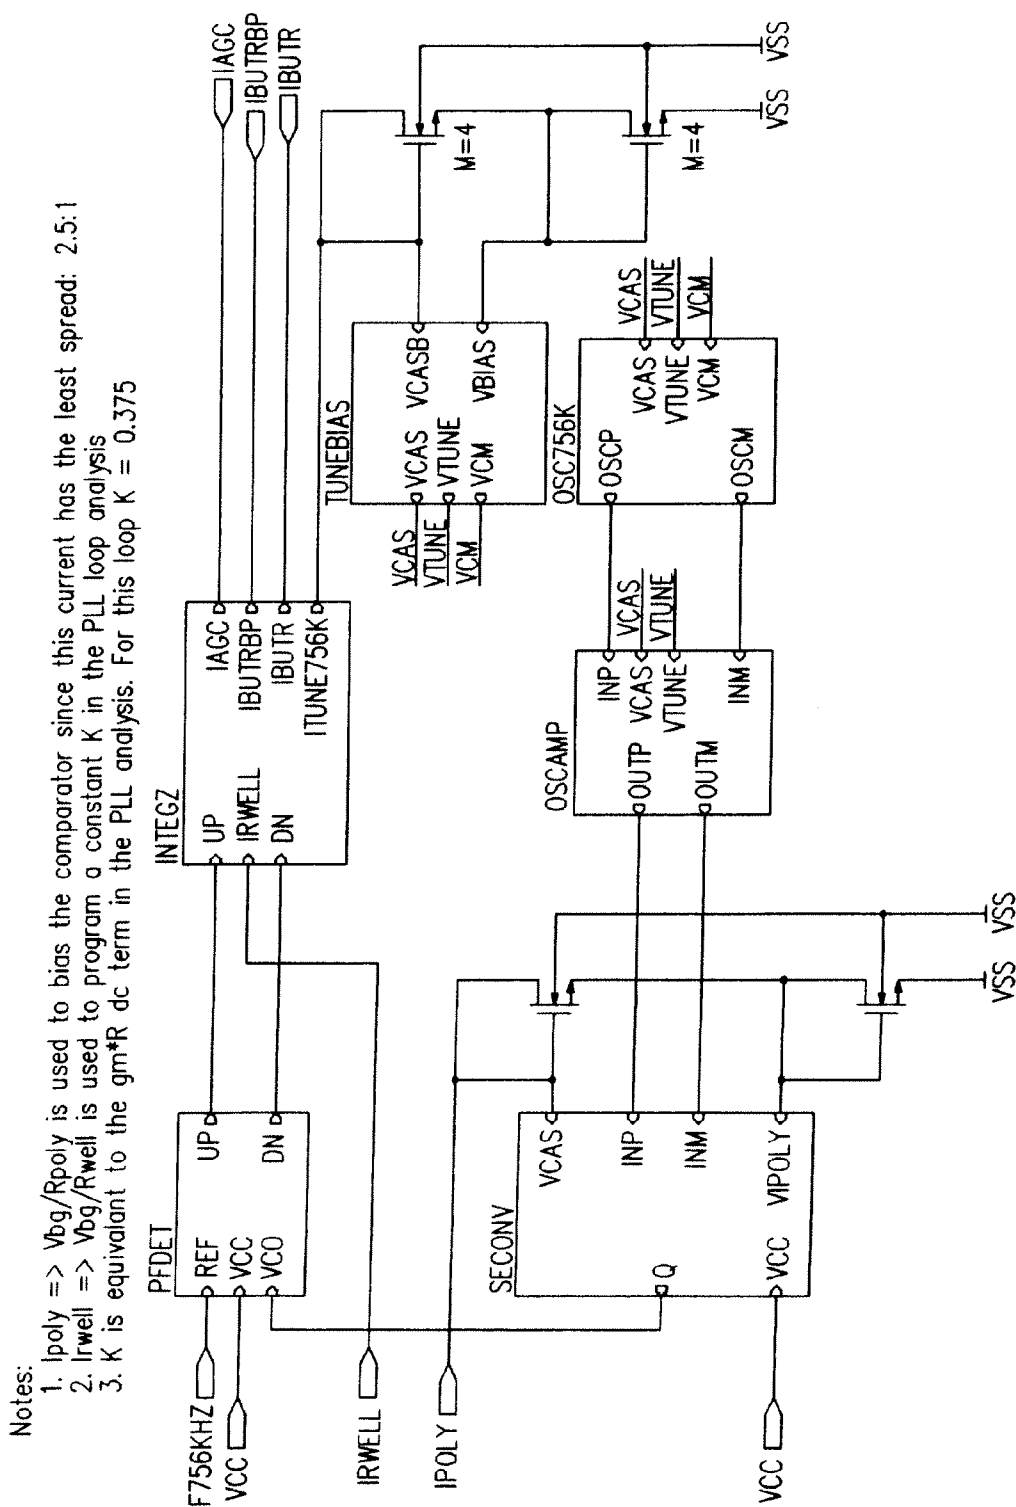 Notes:
1. Ipoly => Vbg/Rpoly is used to bias the comparator since this current has the least spread: 2.5:1
2. Irwell => Vbg/Rwell is used to program a constant K in the PLL loop analysis
3. K is equivalant to the gm*R dc term in the PLL analysis. For this loop K = 0.375
F756KHZ
VCC
IRWELL
IPOLY
VCC
PFDET
REF
VCC
VCO
UP
DN
INTEGZ
UP
IRWELL
DN
IAGC
IBUTRBP
IBUTR
ITUNE756K
IAGC
IBUTRBP
IBUTR
TUNEBIAS
VCAS
VTUNE
VCM
VCAS
VTUNE
VCM
VCASB
VBIAS
M=4
M=4
VSS
VSS
SECONV
Q
VCC
VCAS
INP
INM
VIPOLY
VSS
VSS
OSCAMP
OUTP
OUTM
INP
VCAS
VTUNE
INM
VCAS
VTUNE
OSC756K
OSCP
OSCM
VCAS
VTUNE
VCM
VCAS
VTUNE
VCM